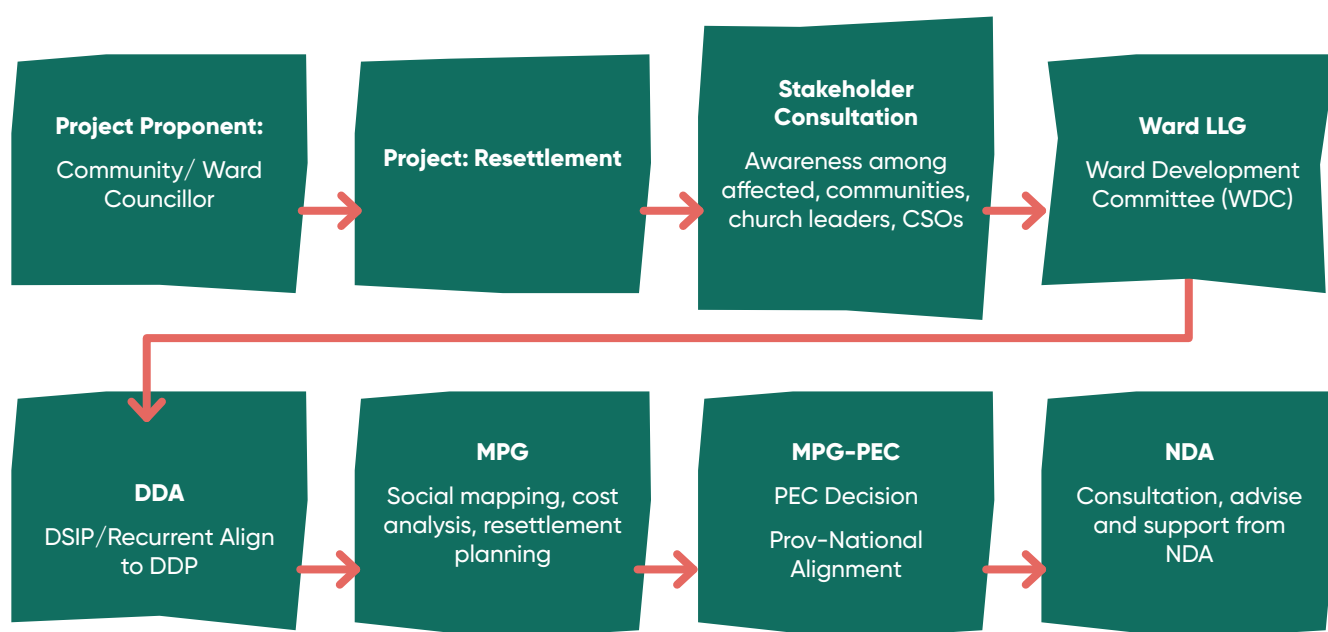 Project Proponent:
Community/ Ward
Councillor
Project: Resettlement
Stakeholder
Consultation
Awareness among
affected, communities,
church leaders, CSOs
Ward LLG
Ward Development
Committee (WDC)
DDA
DSIP/Recurrent Align
to DDP
MPG
Social mapping, cost
analysis, resettlement
planning
MPG-PEC
PEC Decision
Prov-National
Alignment
NDA
Consultation, advise
and support from
NDA